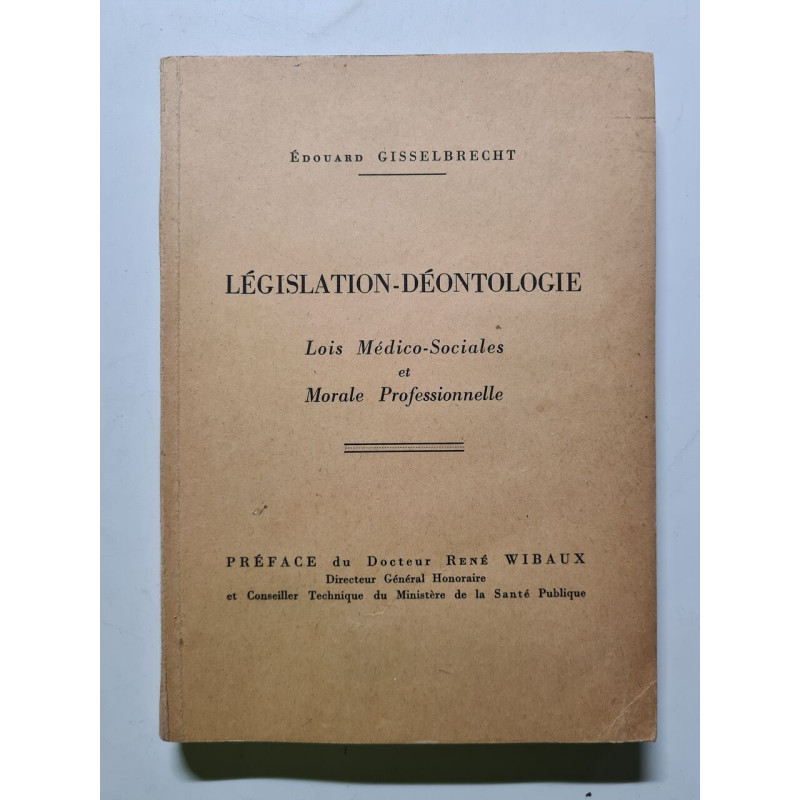 ÉDOUARD GISSELBRECHT
LÉGISLATION-DÉONTOLOGIE
Lois Médico-Sociales
et
Morale Professionnelle
PRÉFACE du Docteur RENÉ WIBAUX
Directeur Général Honoraire
et Conseiller Technique du Ministère de la Santé Publique